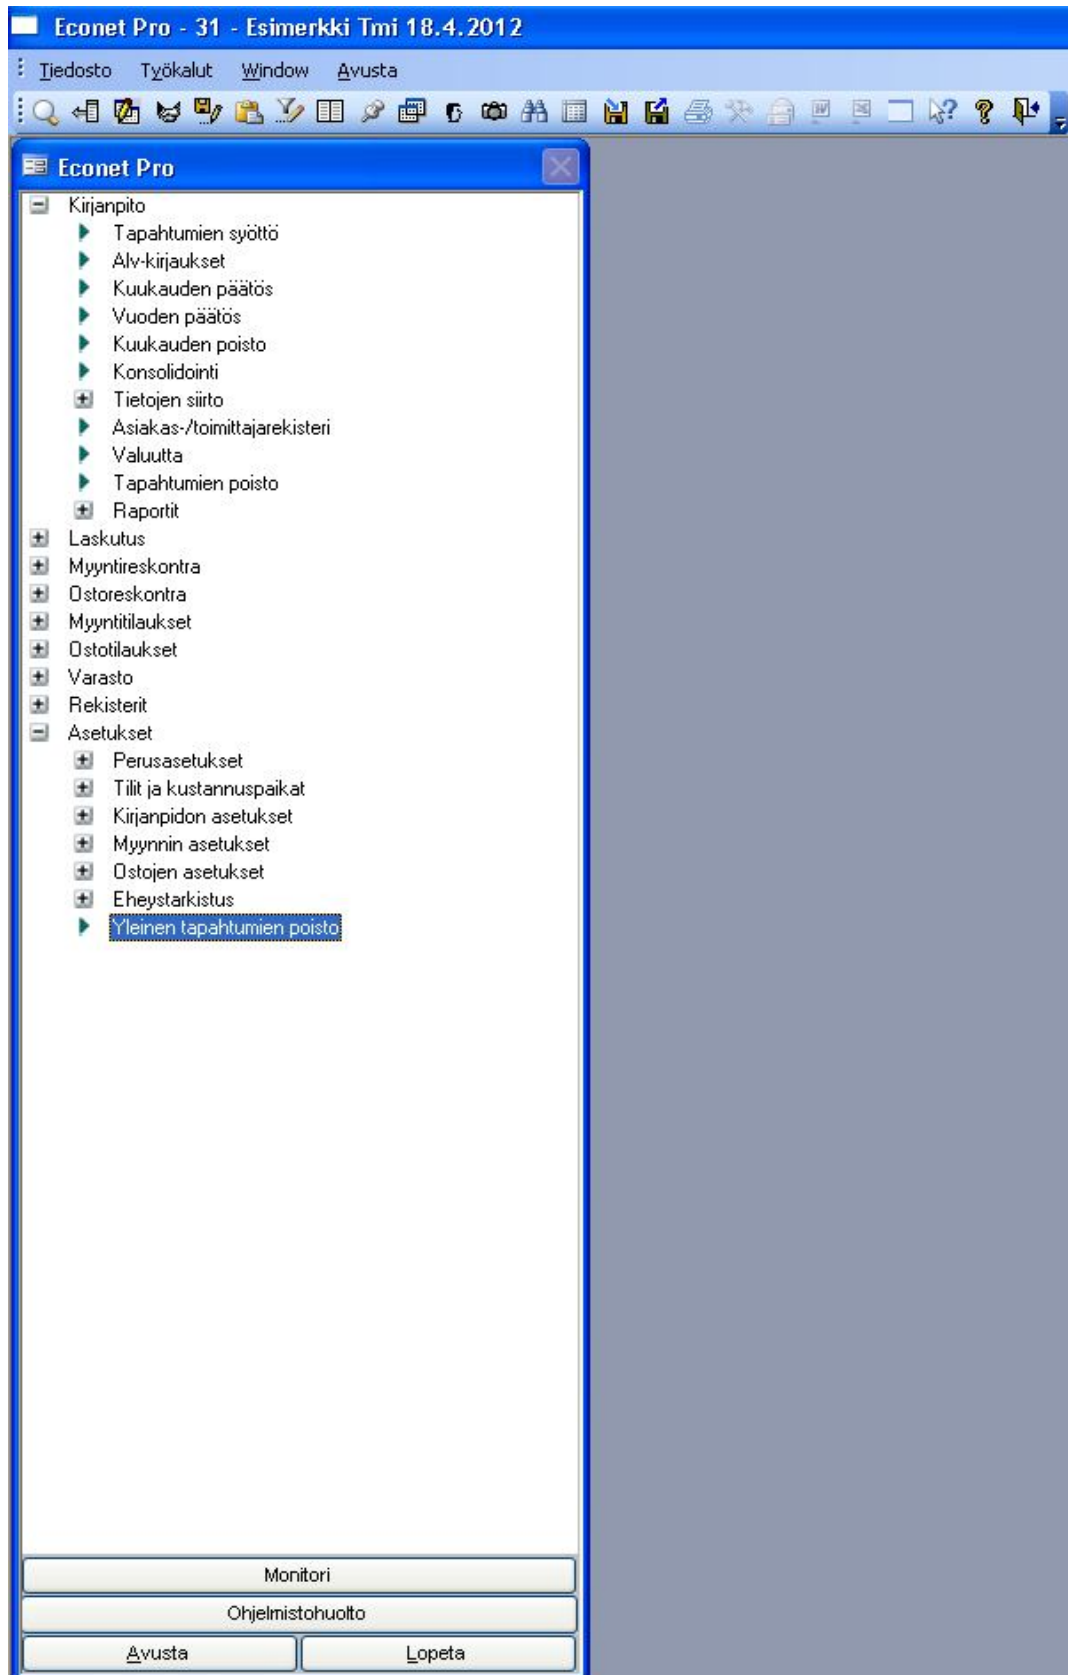 Econet Pro - 31 - Esimerkki Tmi 18.4.2012
Tiedosto Työkalut Window Avusta
Econet Pro
Kirjanpito
Tapahtumien syöttö
Alv-kirjaukset
Kuukauden päätös
Vuoden päätös
Kuukauden poisto
Konsolidointi
Tietojen siirto
Asiakas-/toimittajarekisteri
Valuutta
Tapahtumien poisto
Raportit
Laskutus
Myyntireskontra
Ostoreskontra
Myyntitilaukset
Ostotilaukset
Varasto
Rekisterit
Asetukset
Perusasetukset
Tilit ja kustannuspaikat
Kirjanpidon asetukset
Myynnin asetukset
Ostojen asetukset
Eheystarkistus
Yleinen tapahtumien poisto
Monitori
Ohjelmistohuolto
Avusta Lopeta